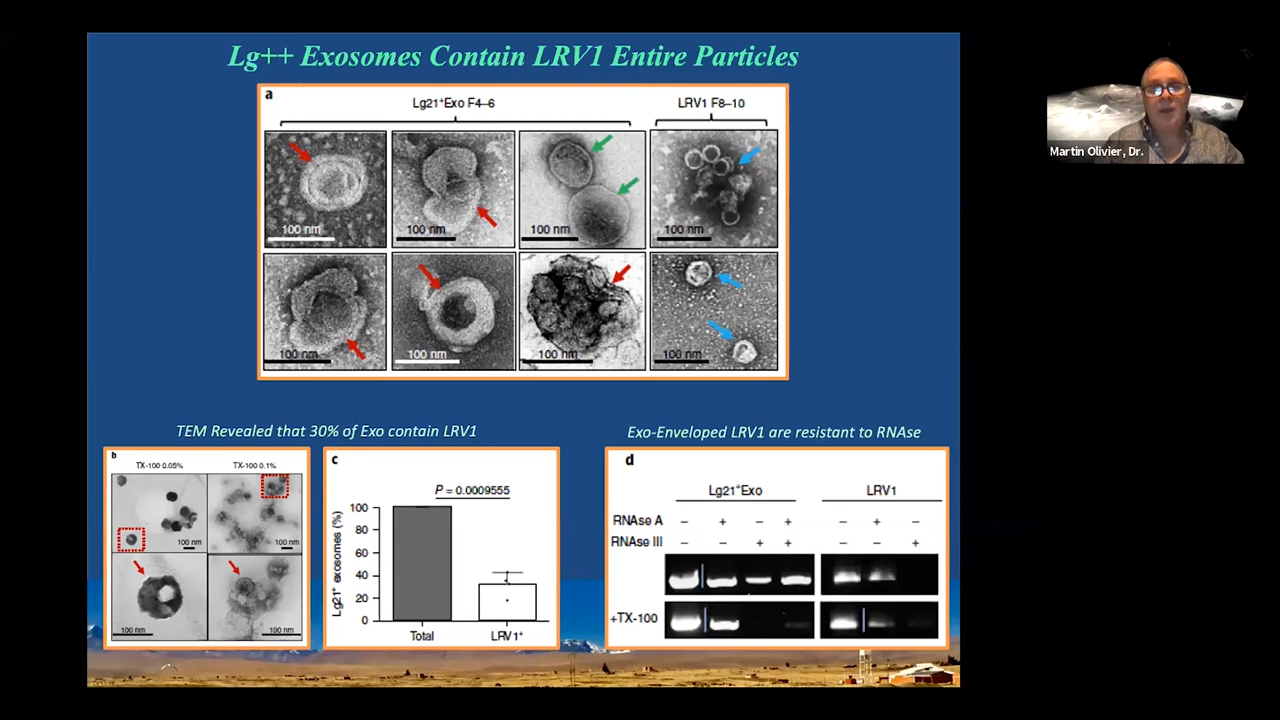 Lg++ Exosomes Contain LRV1 Entire Particles
a
Lg21+Exo F4–6
LRV1 F8–10
100 nm
100 nm
100 nm
100 nm
100 nm
100 nm
100 nm
100 nm
Martin Olivier, Dr.
TEM Revealed that 30% of Exo contain LRV1
b
TX-100 0.05%
TX-100 0.1%
100 nm
100 nm
100 nm
100 nm
c
P = 0.0009555
Lg21+ exosomes (%)
100
80
60
40
20
0
Total
LRV1+
Exo-Enveloped LRV1 are resistant to RNAse
d
Lg21+Exo
LRV1
RNAse A – + – + – + –
RNAse III – – + + – – +
+TX-100